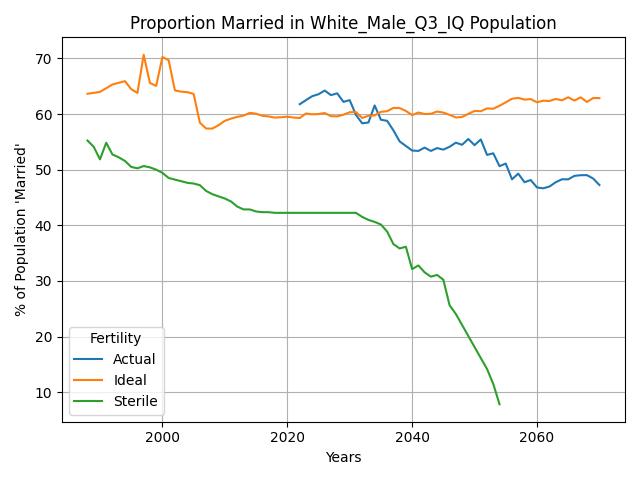 Proportion Married in White_Male_Q3_IQ Population
% of Population 'Married'
70
60
50
40
30
20
10
Fertility
Actual
Ideal
Sterile
2000 2020 2040 2060
Years